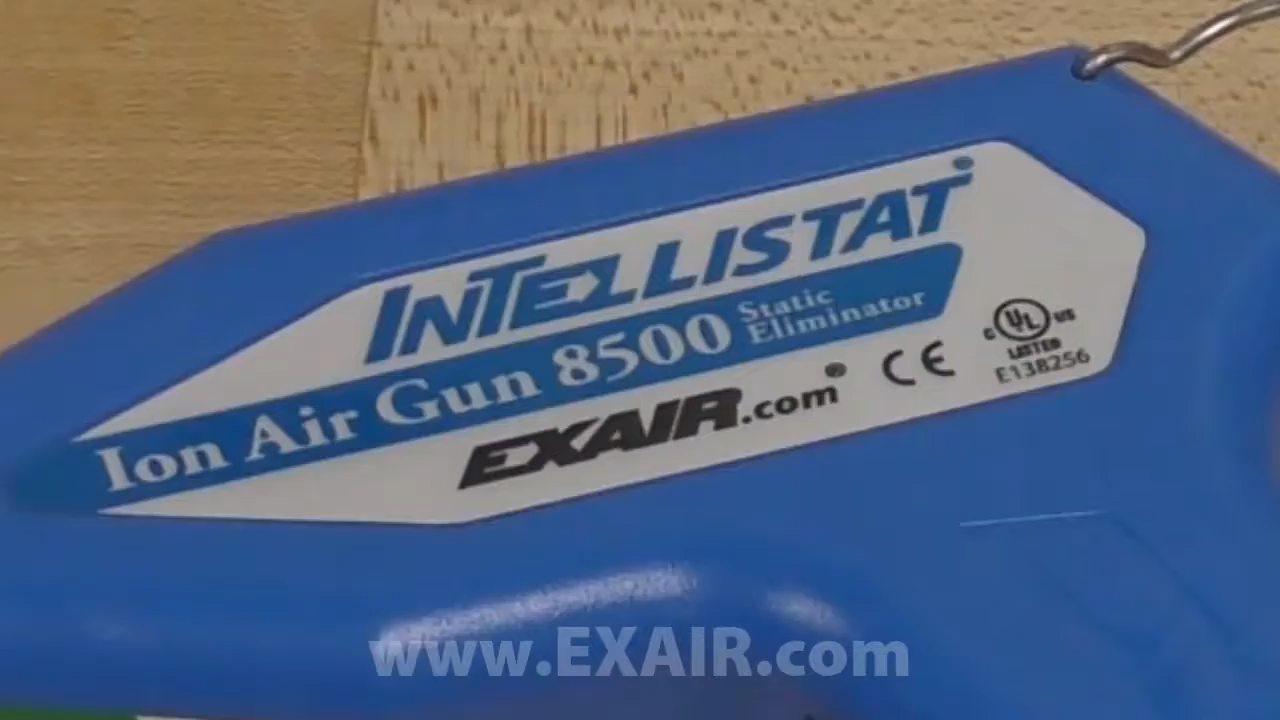 INTELLISTAT®
Ion Air Gun 8500 Static Eliminator
EXAIR.com®
CE
C UL US
LISTED
E138256
www.EXAIR.com